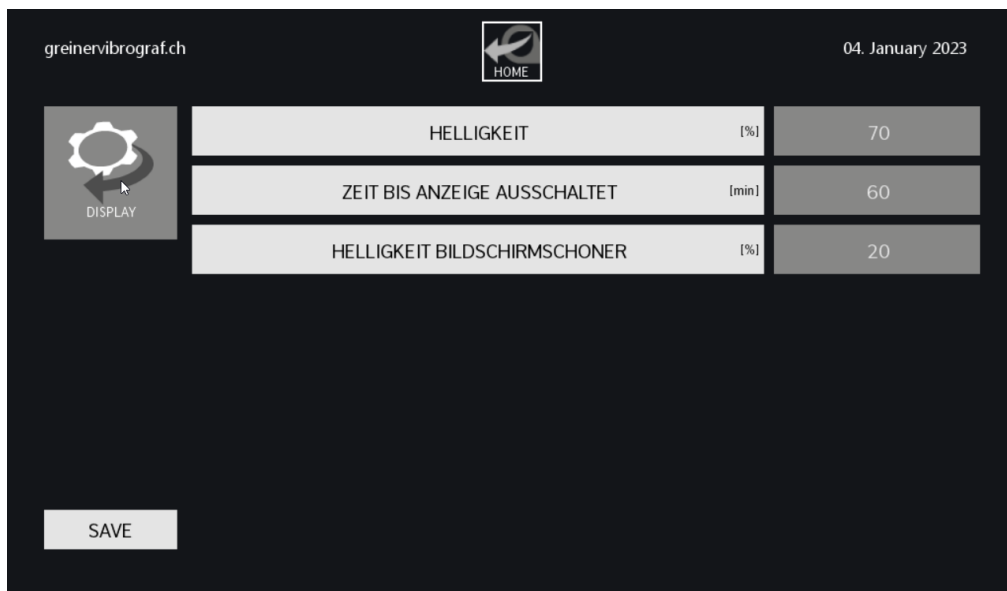 greinervibrograf.ch
HOME
04. January 2023
DISPLAY
HELLIGKEIT [%] 70
ZEIT BIS ANZEIGE AUSSCHALTET [min] 60
HELLIGKEIT BILDSCHIRMSCHONER [%] 20
SAVE